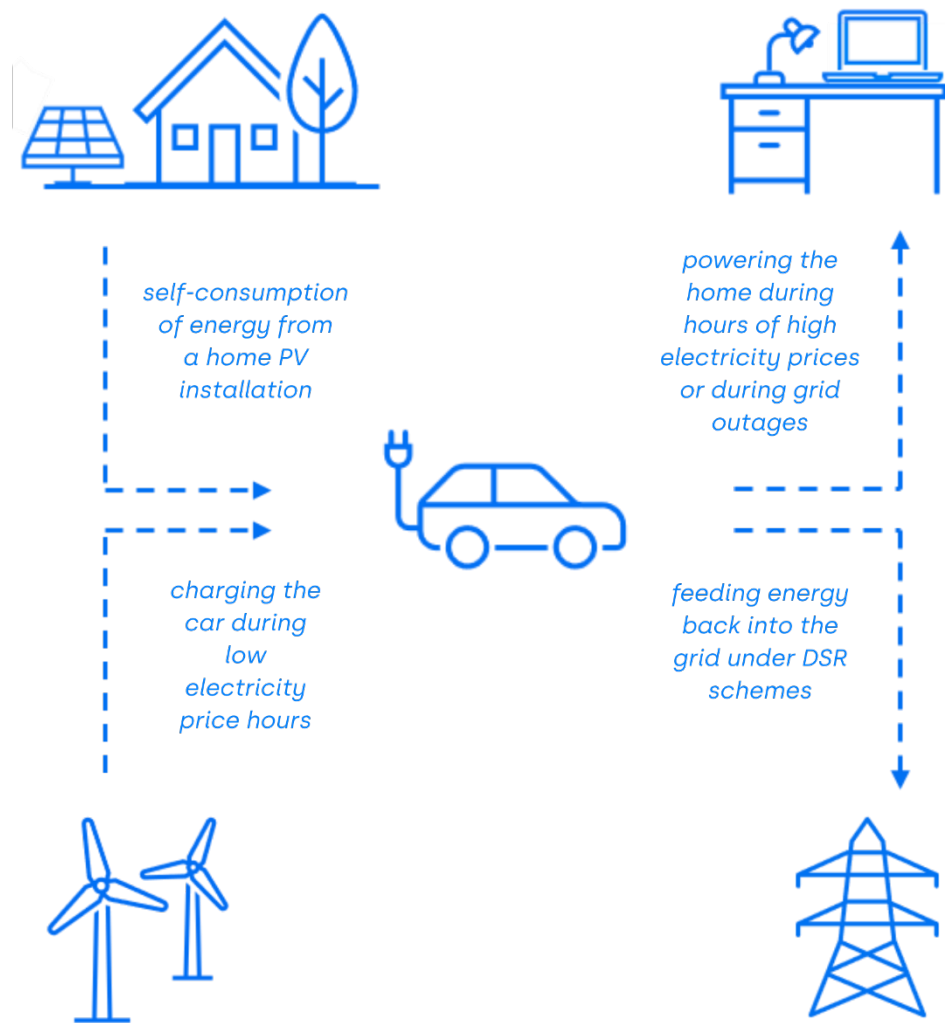 self-consumption
of energy from
a home PV
installation
powering the
home during
hours of high
electricity prices
or during grid
outages
charging the
car during
low
electricity
price hours
feeding energy
back into the
grid under DSR
schemes